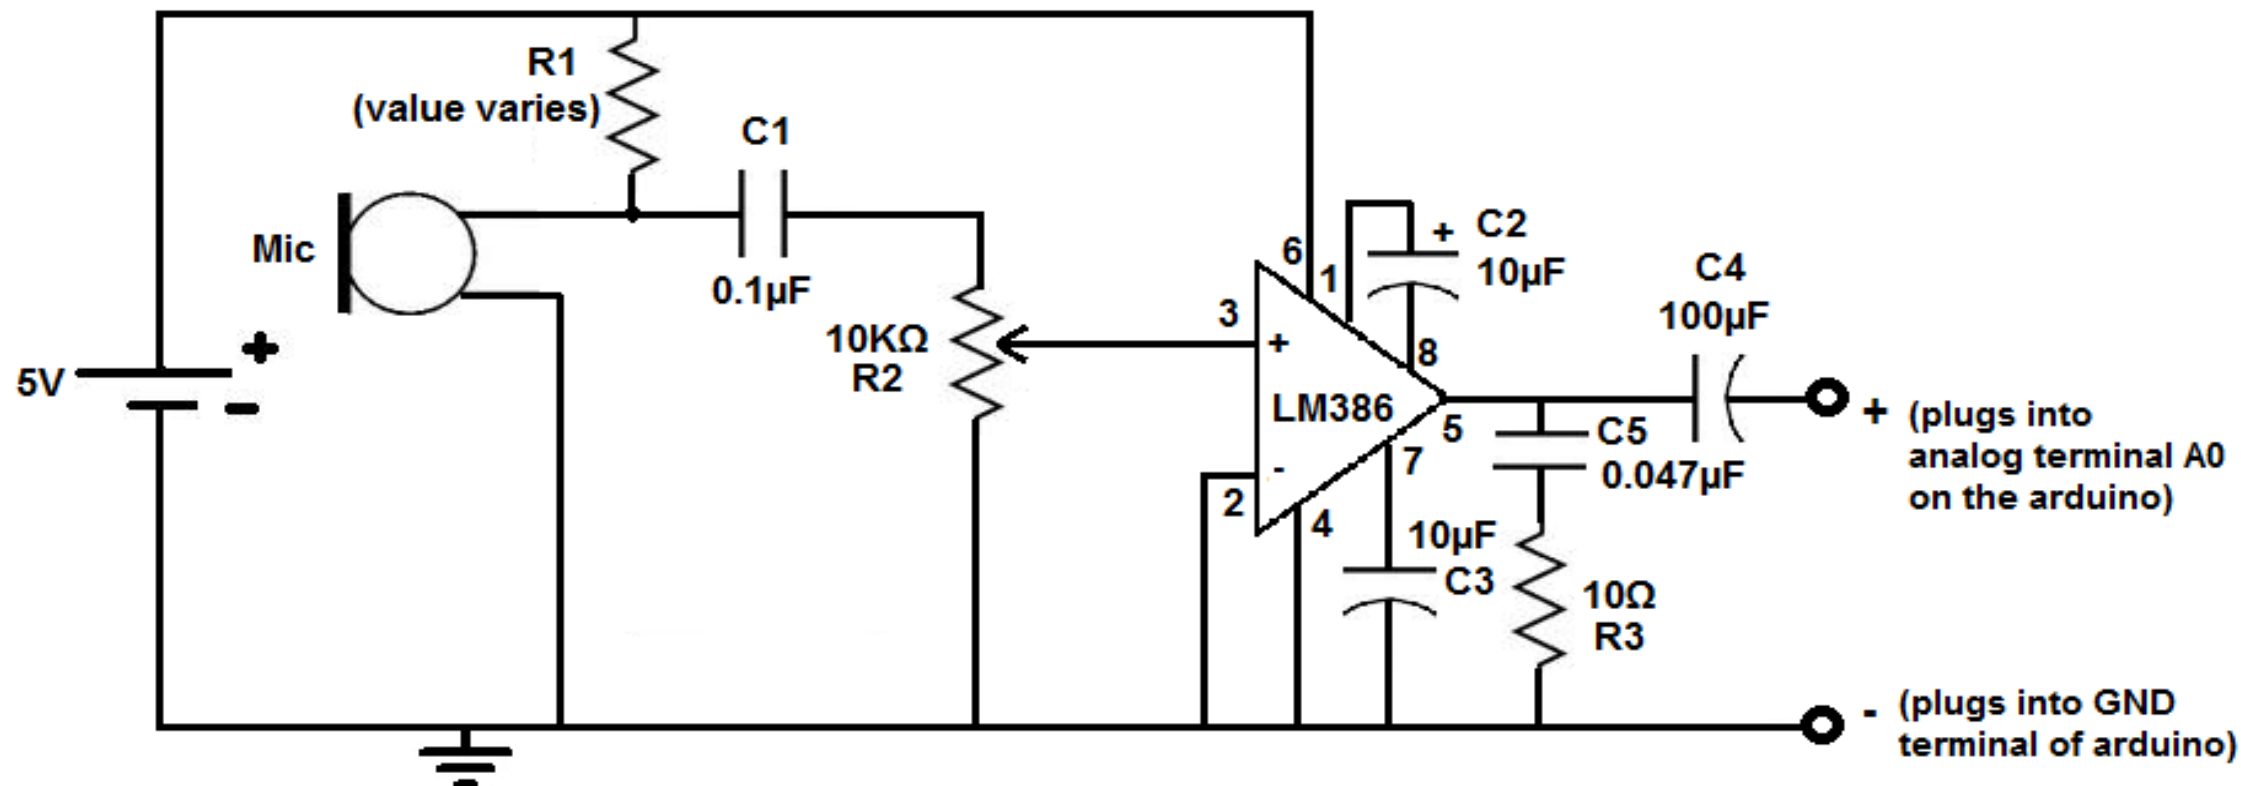 R1
(value varies)
C1
0.1µF
Mic
+
5V
-
10KΩ
R2
6
1
+
C2
10µF
8
3
+
LM386
-
2
4
5
7
10µF
C3
C4
100µF
C5
0.047µF
10Ω
R3
+ (plugs into
analog terminal A0
on the arduino)
- (plugs into GND
terminal of arduino)